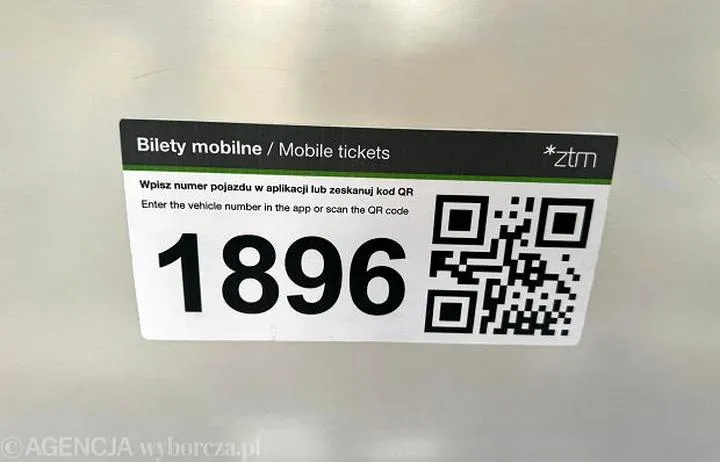 Bilety mobilne / Mobile tickets
*ztm
Wpisz numer pojazdu w aplikacji lub zeskanuj kod QR
Enter the vehicle number in the app or scan the QR code
1896
© AGENCJA wyborcza.pl